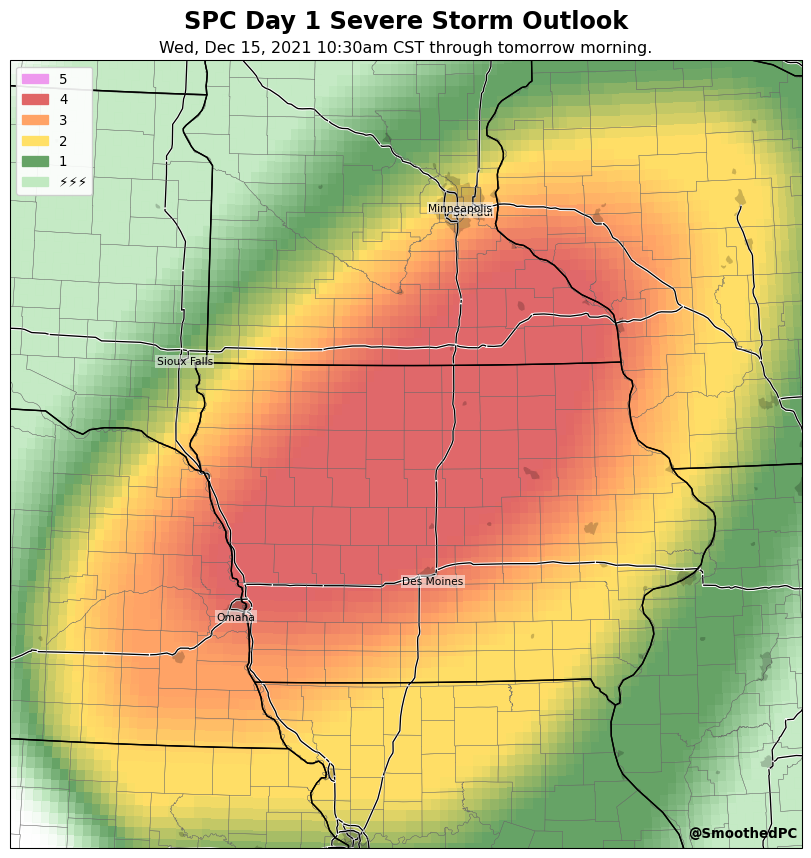 SPC Day 1 Severe Storm Outlook
Wed, Dec 15, 2021 10:30am CST through tomorrow morning.
5
4
3
2
1
⚡⚡⚡
Minneapolis
Sioux Falls
Des Moines
Omaha
@SmoothedPC